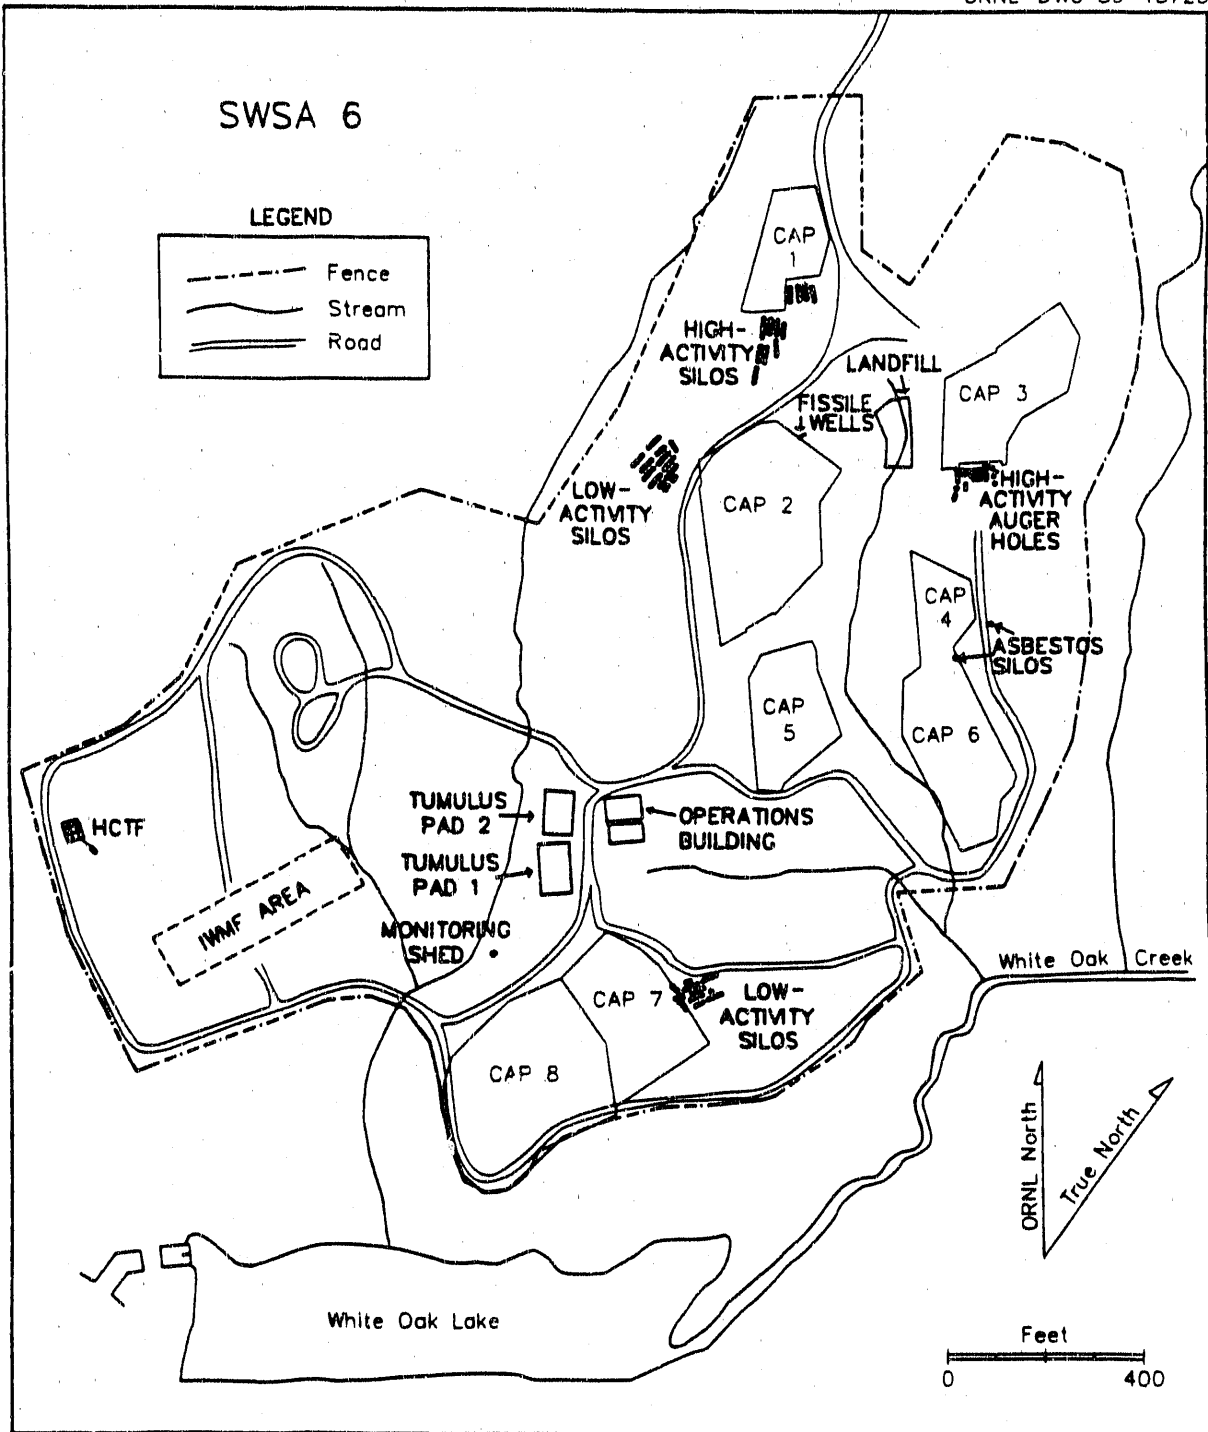 SWSA 6
LEGEND
Fence
Stream
Road
CAP
1
HIGH-
ACTIVITY
SILOS
LANDFILL
FISSILE
WELLS
CAP 3
LOW-
ACTIVITY
SILOS
CAP 2
HIGH-
ACTIVITY
AUGER
HOLES
CAP
4
ASBESTOS
SILOS
CAP
5
CAP 6
HCTF
TUMULUS
PAD 2
OPERATIONS
BUILDING
TUMULUS
PAD 1
IWMF AREA
MONITORING
SHED
White Oak Creek
CAP 7
LOW-
ACTIVITY
SILOS
CAP 8
ORNL North
True North
White Oak Lake
Feet
0 400